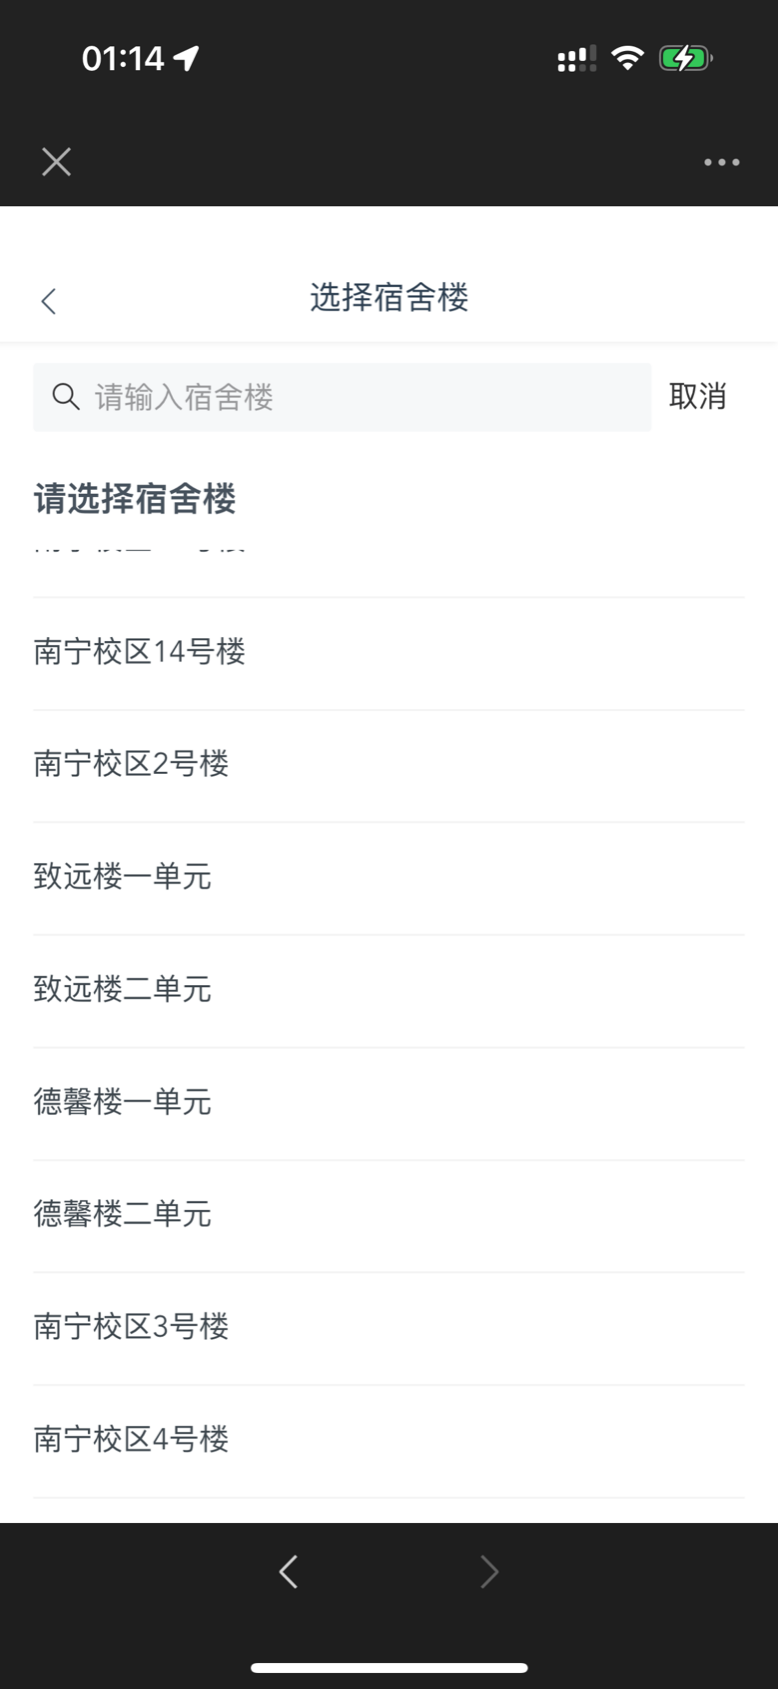 01:14
选择宿舍楼
请输入宿舍楼
取消
请选择宿舍楼
南宁校区14号楼
南宁校区2号楼
致远楼一单元
致远楼二单元
德馨楼一单元
德馨楼二单元
南宁校区3号楼
南宁校区4号楼